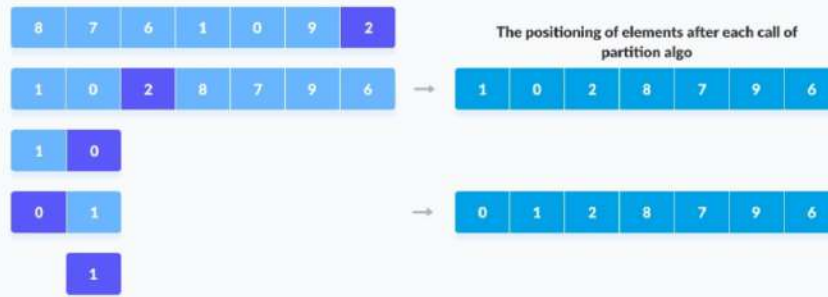 8 7 6 1 0 9 2
The positioning of elements after each call of
partition algo
1 0 2 8 7 9 6
1 0 2 8 7 9 6
1 0
0 1
0 1 2 8 7 9 6
1